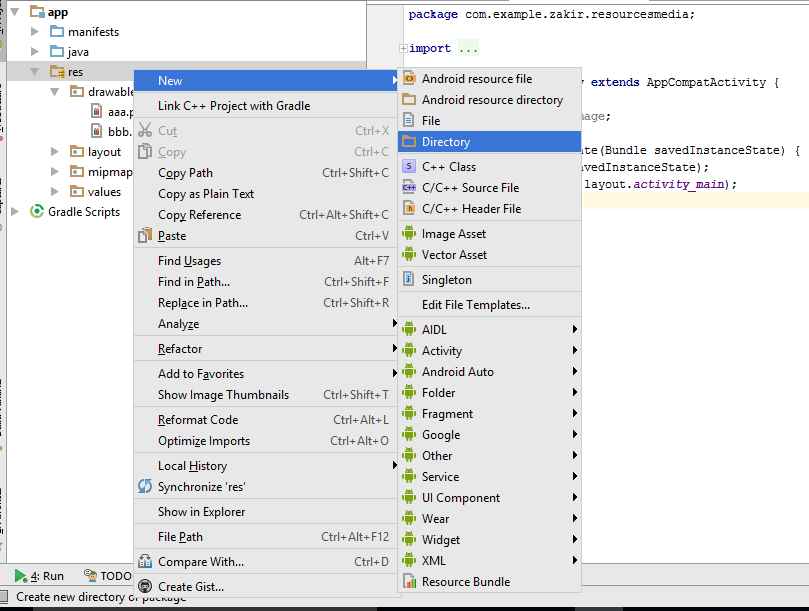 app
manifests
java
res
drawable
aaa.p
bbb.
layout
mipmap
values
Gradle Scripts
package com.example.zakir.resourcesmedia;
import ...
y extends AppCompatActivity {
mage;
te(Bundle savedInstanceState) {
avedInstanceState);
layout.activity_main);
New
Link C++ Project with Gradle
Cut Ctrl+X
Copy Ctrl+C
Copy Path Ctrl+Shift+C
Copy as Plain Text
Copy Reference Ctrl+Alt+Shift+C
Paste Ctrl+V
Find Usages Alt+F7
Find in Path... Ctrl+Shift+F
Replace in Path... Ctrl+Shift+R
Analyze
Refactor
Add to Favorites
Show Image Thumbnails Ctrl+Shift+T
Reformat Code Ctrl+Alt+L
Optimize Imports Ctrl+Alt+O
Local History
Synchronize 'res'
Show in Explorer
File Path Ctrl+Alt+F12
Compare With... Ctrl+D
Create Gist...
Android resource file
Android resource directory
File
Directory
C++ Class
C/C++ Source File
C/C++ Header File
Image Asset
Vector Asset
Singleton
Edit File Templates...
AIDL
Activity
Android Auto
Folder
Fragment
Google
Other
Service
UI Component
Wear
Widget
XML
Resource Bundle
4: Run TODO
Create new directory or package